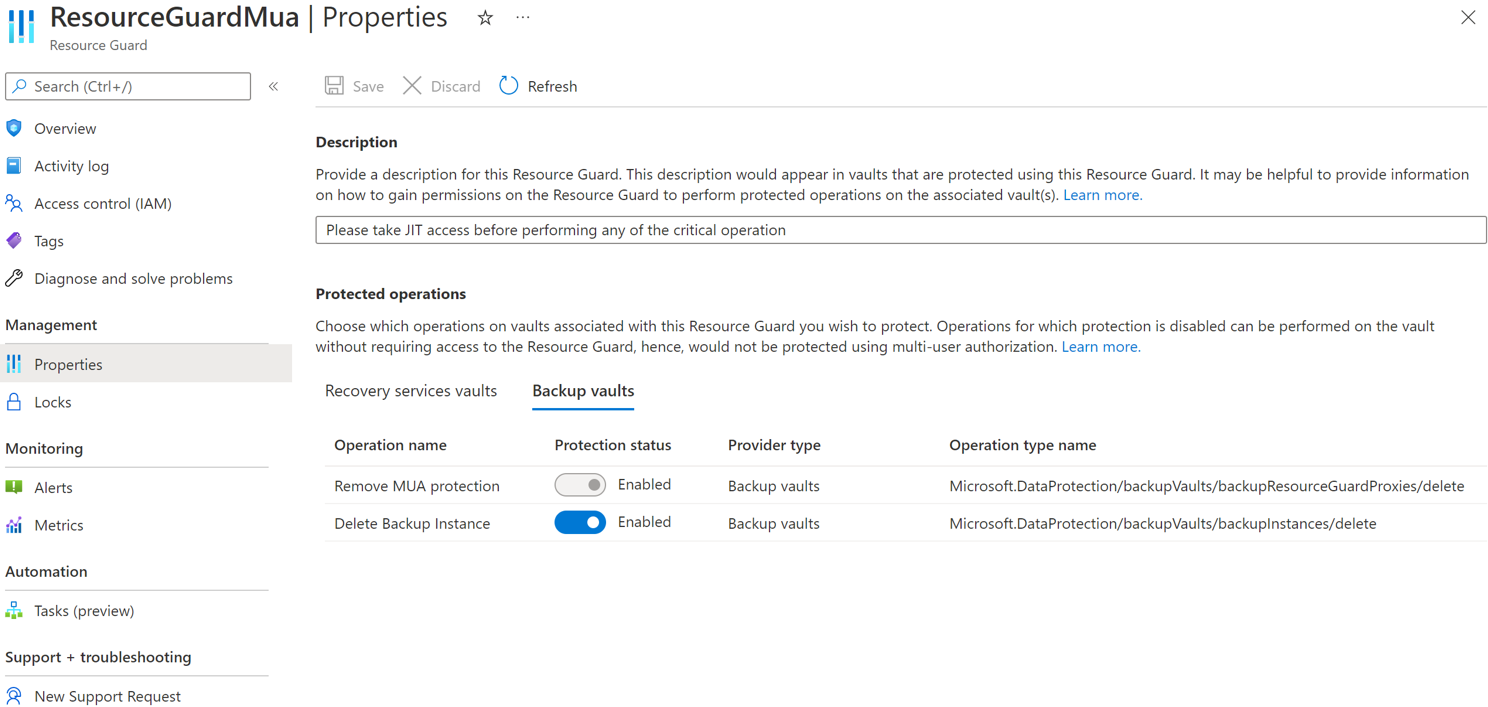 ResourceGuardMua | Properties
Resource Guard
Search (Ctrl+/)
Overview
Activity log
Access control (IAM)
Tags
Diagnose and solve problems
Management
Properties
Locks
Monitoring
Alerts
Metrics
Automation
Tasks (preview)
Support + troubleshooting
New Support Request
Save Discard Refresh
Description
Provide a description for this Resource Guard. This description would appear in vaults that are protected using this Resource Guard. It may be helpful to provide information
on how to gain permissions on the Resource Guard to perform protected operations on the associated vault(s). Learn more.
Please take JIT access before performing any of the critical operation
Protected operations
Choose which operations on vaults associated with this Resource Guard you wish to protect. Operations for which protection is disabled can be performed on the vault
without requiring access to the Resource Guard, hence, would not be protected using multi-user authorization. Learn more.
Recovery services vaults Backup vaults
Operation name Protection status Provider type Operation type name
Remove MUA protection Enabled Backup vaults Microsoft.DataProtection/backupVaults/backupResourceGuardProxies/delete
Delete Backup Instance Enabled Backup vaults Microsoft.DataProtection/backupVaults/backupInstances/delete